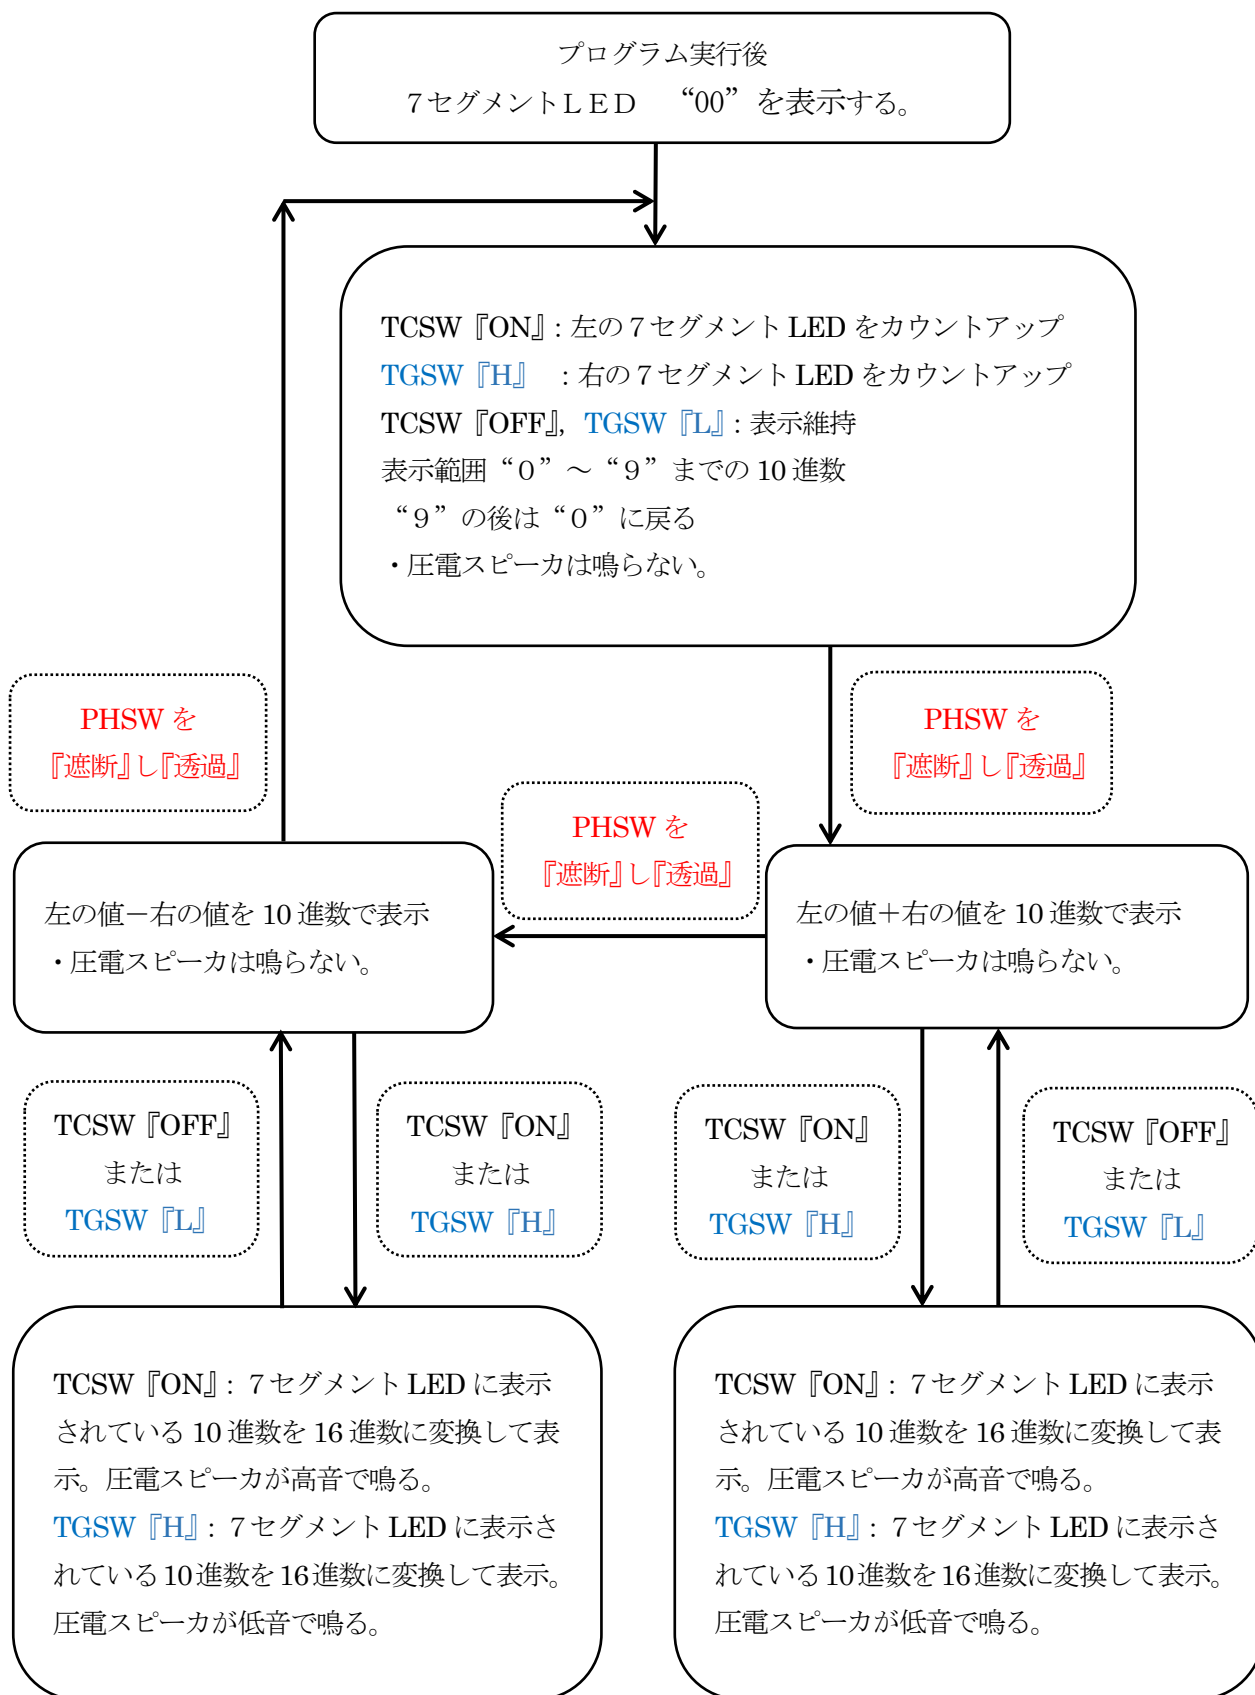 プログラム実行後
７セグメントＬＥＤ　“00”を表示する。
TCSW『ON』：左の７セグメント LED をカウントアップ
TGSW『H』　：右の７セグメント LED をカウントアップ
TCSW『OFF』，TGSW『L』：表示維持
表示範囲“０”～“９”までの 10 進数
“９”の後は“０”に戻る
・圧電スピーカは鳴らない。
PHSW を
『遮断』し『透過』
PHSW を
『遮断』し『透過』
PHSW を
『遮断』し『透過』
左の値－右の値を 10 進数で表示
・圧電スピーカは鳴らない。
左の値＋右の値を 10 進数で表示
・圧電スピーカは鳴らない。
TCSW『OFF』
または
TGSW『L』
TCSW『ON』
または
TGSW『H』
TCSW『ON』
または
TGSW『H』
TCSW『OFF』
または
TGSW『L』
TCSW『ON』：７セグメント LED に表示
されている 10 進数を 16 進数に変換して表
示。圧電スピーカが高音で鳴る。
TGSW『H』：７セグメント LED に表示さ
れている 10 進数を 16 進数に変換して表示。
圧電スピーカが低音で鳴る。
TCSW『ON』：７セグメント LED に表示
されている 10 進数を 16 進数に変換して表
示。圧電スピーカが高音で鳴る。
TGSW『H』：７セグメント LED に表示さ
れている 10 進数を 16 進数に変換して表示。
圧電スピーカが低音で鳴る。